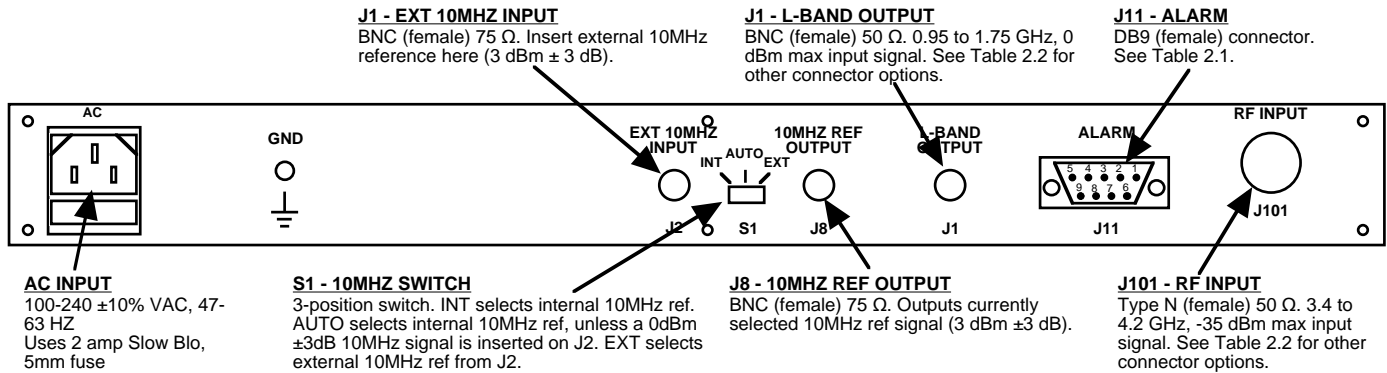 J1 - EXT 10MHZ INPUT
BNC (female) 75 Ω. Insert external 10MHz
reference here (3 dBm ± 3 dB).
J1 - L-BAND OUTPUT
BNC (female) 50 Ω. 0.95 to 1.75 GHz, 0
dBm max input signal. See Table 2.2 for
other connector options.
J11 - ALARM
DB9 (female) connector.
See Table 2.1.
AC
GND
EXT 10MHZ
INPUT
INT
AUTO
EXT
10MHZ REF
OUTPUT
L-BAND
OUTPUT
ALARM
5 4 3 2 1
9 8 7 6
RF INPUT
J101
J2
S1
J8
J1
J11
AC INPUT
100-240 ±10% VAC, 47-
63 HZ
Uses 2 amp Slow Blo,
5mm fuse
S1 - 10MHZ SWITCH
3-position switch. INT selects internal 10MHz ref.
AUTO selects internal 10MHz ref, unless a 0dBm
±3dB 10MHz signal is inserted on J2. EXT selects
external 10MHz ref from J2.
J8 - 10MHZ REF OUTPUT
BNC (female) 75 Ω. Outputs currently
selected 10MHz ref signal (3 dBm ±3 dB).
J101 - RF INPUT
Type N (female) 50 Ω. 3.4 to
4.2 GHz, -35 dBm max input
signal. See Table 2.2 for other
connector options.